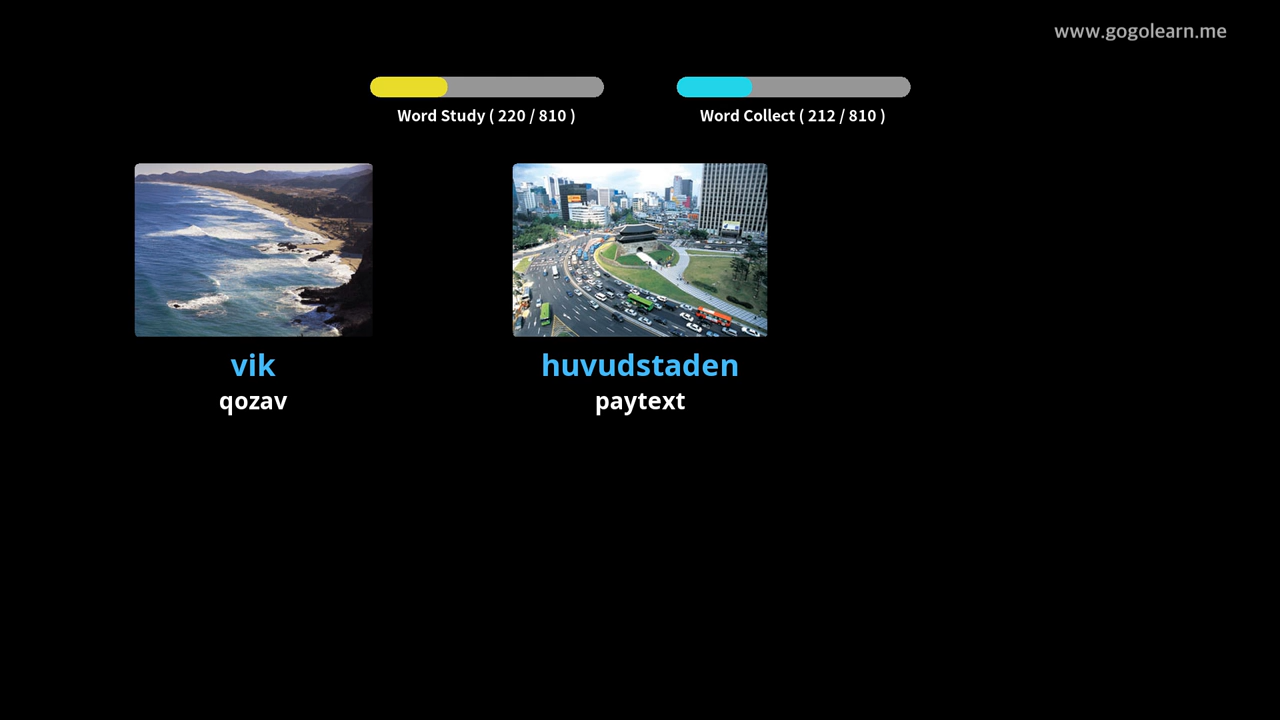 www.gogolearn.me
Word Study ( 220 / 810 )
Word Collect ( 212 / 810 )
vik
qozav
huvudstaden
paytext